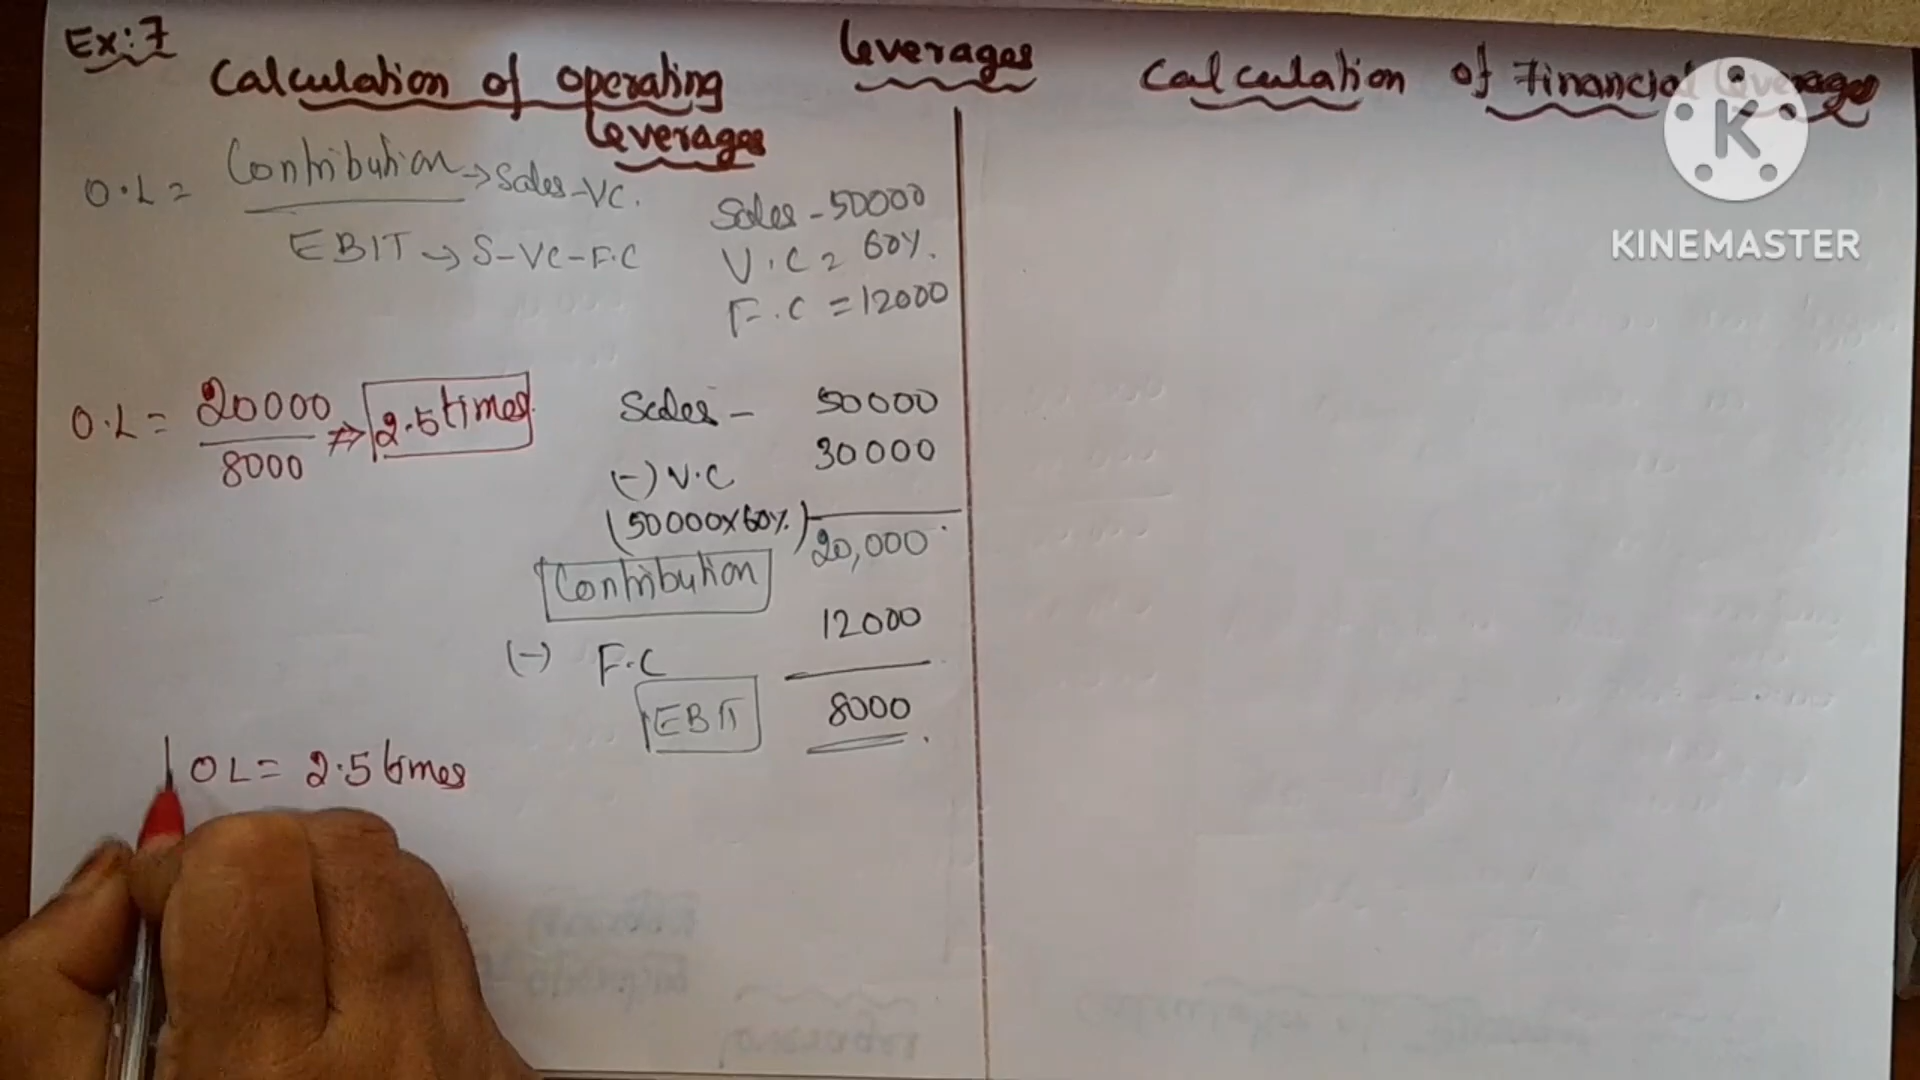 Ex:7
Leverages
Calculation of operating
Leverages
O.L = Contribution → Sales-VC.
EBIT → S-VC-F.C
Sales - 50000
V.C = 60%.
F.C = 12000
O.L = 20000
8000
⇒ 2.5 times.
Sales - 50000
(-) V.C 30000
(50000x60%.)
Contribution 20,000
(-) F.C 12000
EBIT 8000
OL = 2.5 times
Calculation of Financial Leverages
K
KINEMASTER